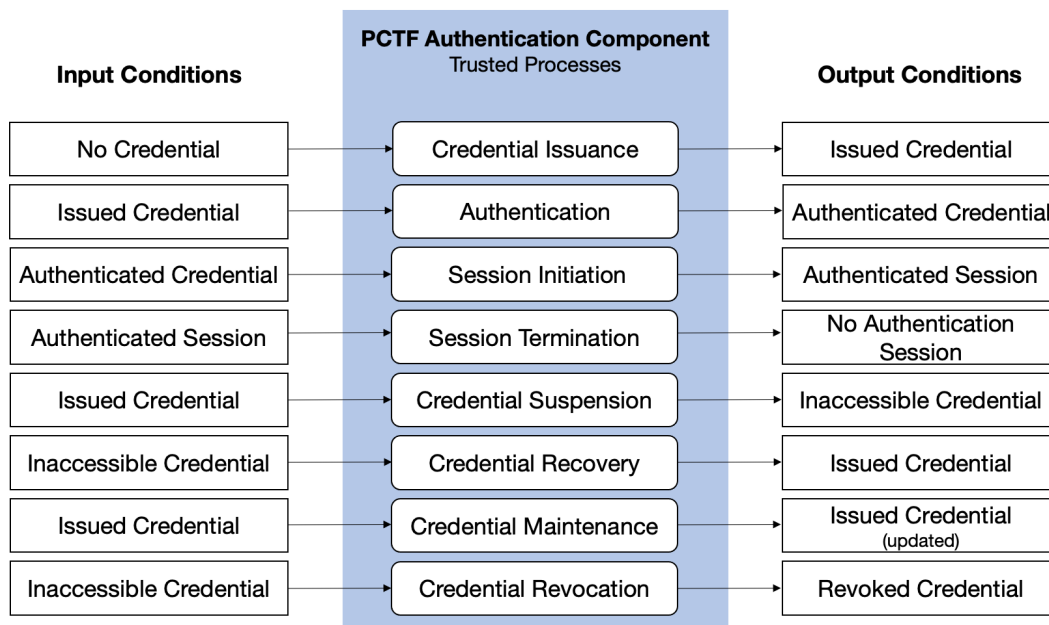 PCTF Authentication Component
Trusted Processes
Input Conditions
Output Conditions
No Credential
Credential Issuance
Issued Credential
Issued Credential
Authentication
Authenticated Credential
Authenticated Credential
Session Initiation
Authenticated Session
Authenticated Session
Session Termination
No Authentication
Session
Issued Credential
Credential Suspension
Inaccessible Credential
Inaccessible Credential
Credential Recovery
Issued Credential
Issued Credential
Credential Maintenance
Issued Credential
(updated)
Inaccessible Credential
Credential Revocation
Revoked Credential